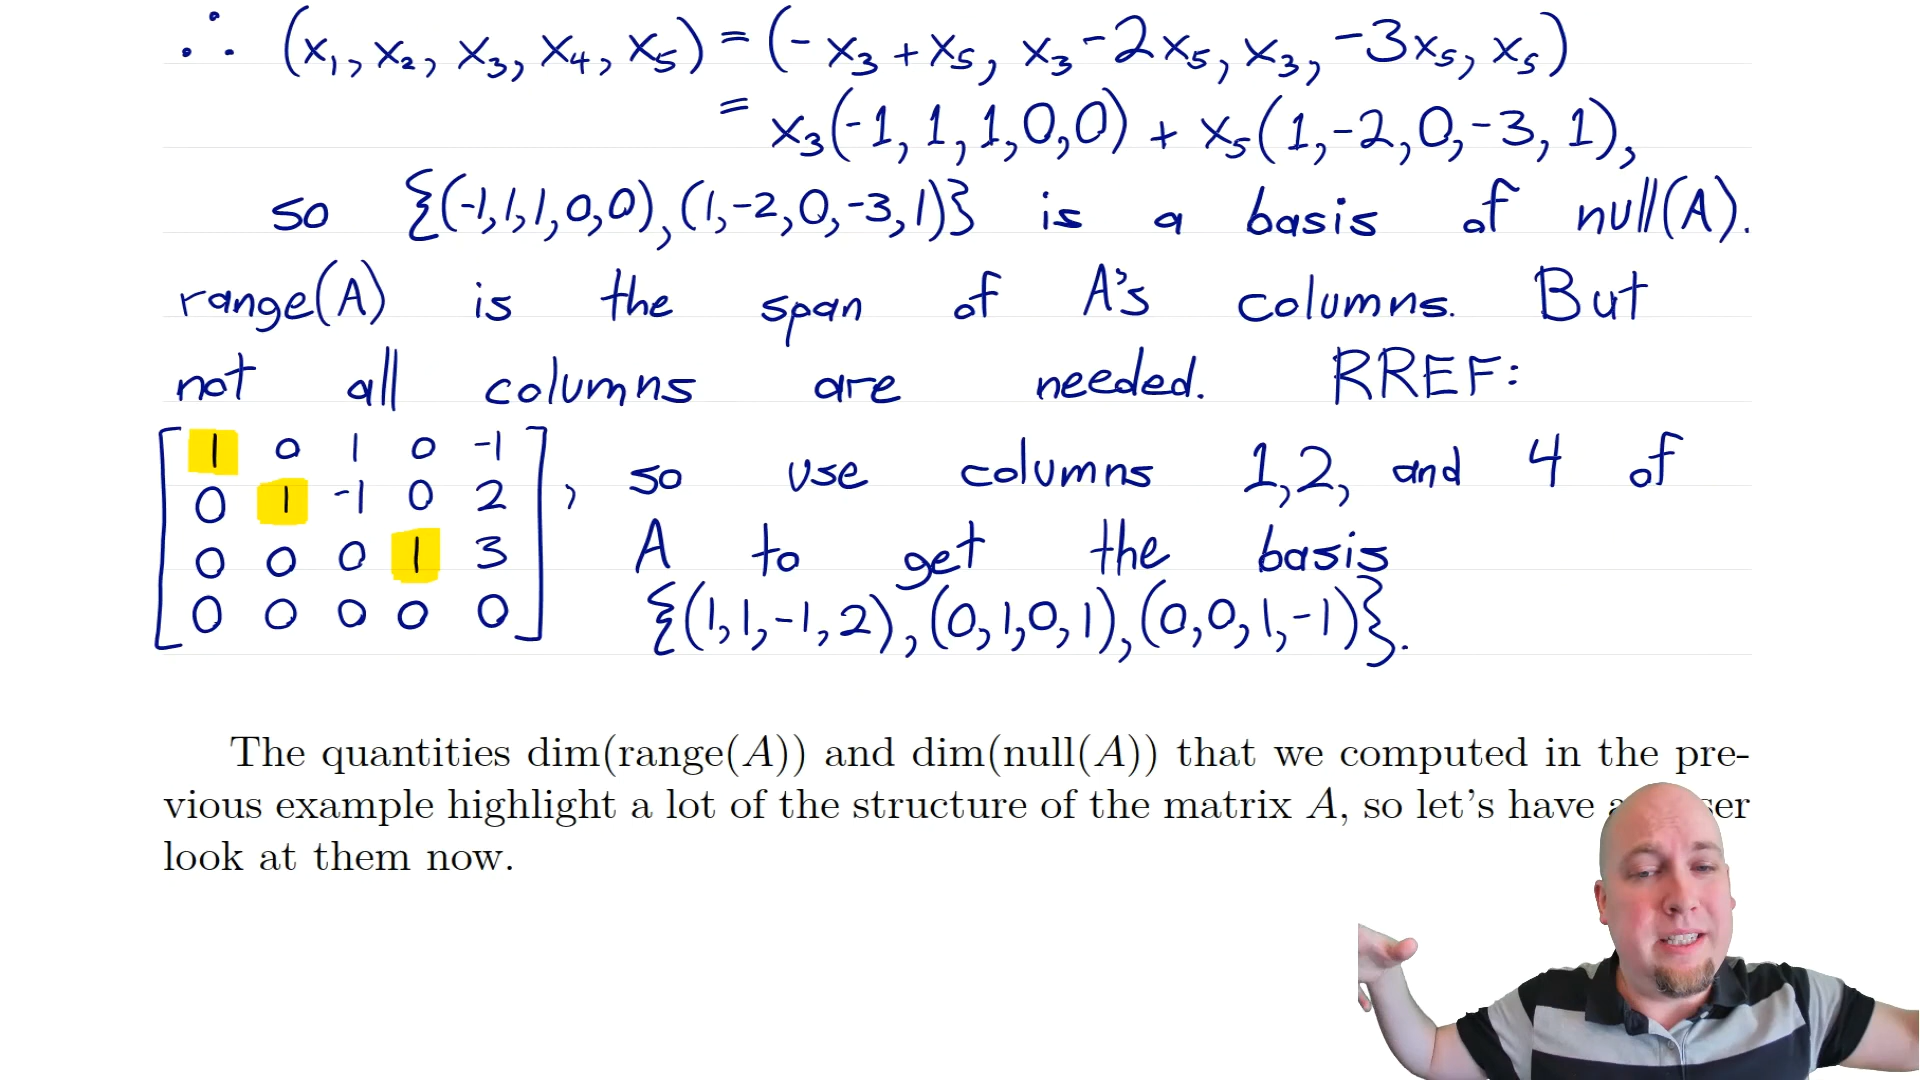 ∴ (x₁, x₂, x₃, x₄, x₅) = (-x₃ + x₅, x₃ - 2x₅, x₃, -3x₅, x₅)
= x₃(-1, 1, 1, 0, 0) + x₅(1, -2, 0, -3, 1),
so {(-1,1,1,0,0), (1,-2,0,-3,1)} is a basis of null(A).
range(A) is the span of A's columns. But
not all columns are needed. RREF:
[1 0 1 0 -1
0 1 -1 0 2
0 0 0 1 3
0 0 0 0 0]
, so use columns 1,2, and 4 of
A to get the basis
{(1,1,-1,2), (0,1,0,1), (0,0,1,-1)}.
The quantities dim(range(A)) and dim(null(A)) that we computed in the pre-
vious example highlight a lot of the structure of the matrix A, so let's have
look at them now.